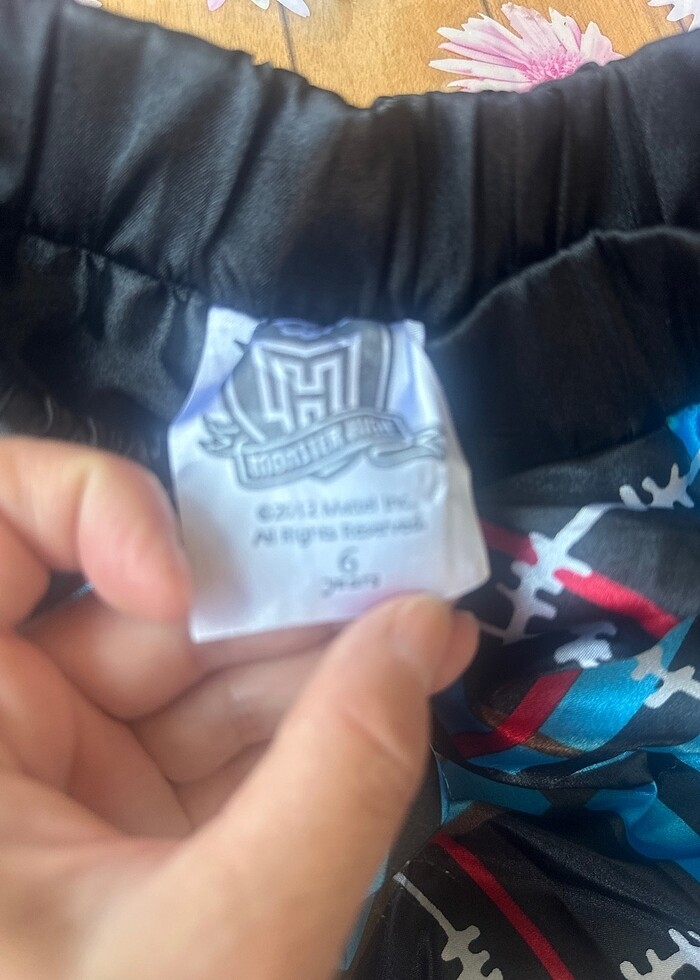 MH
MONSTER HIGH
©2012 Mattel Inc.,
All Rights Reserved.
6
years